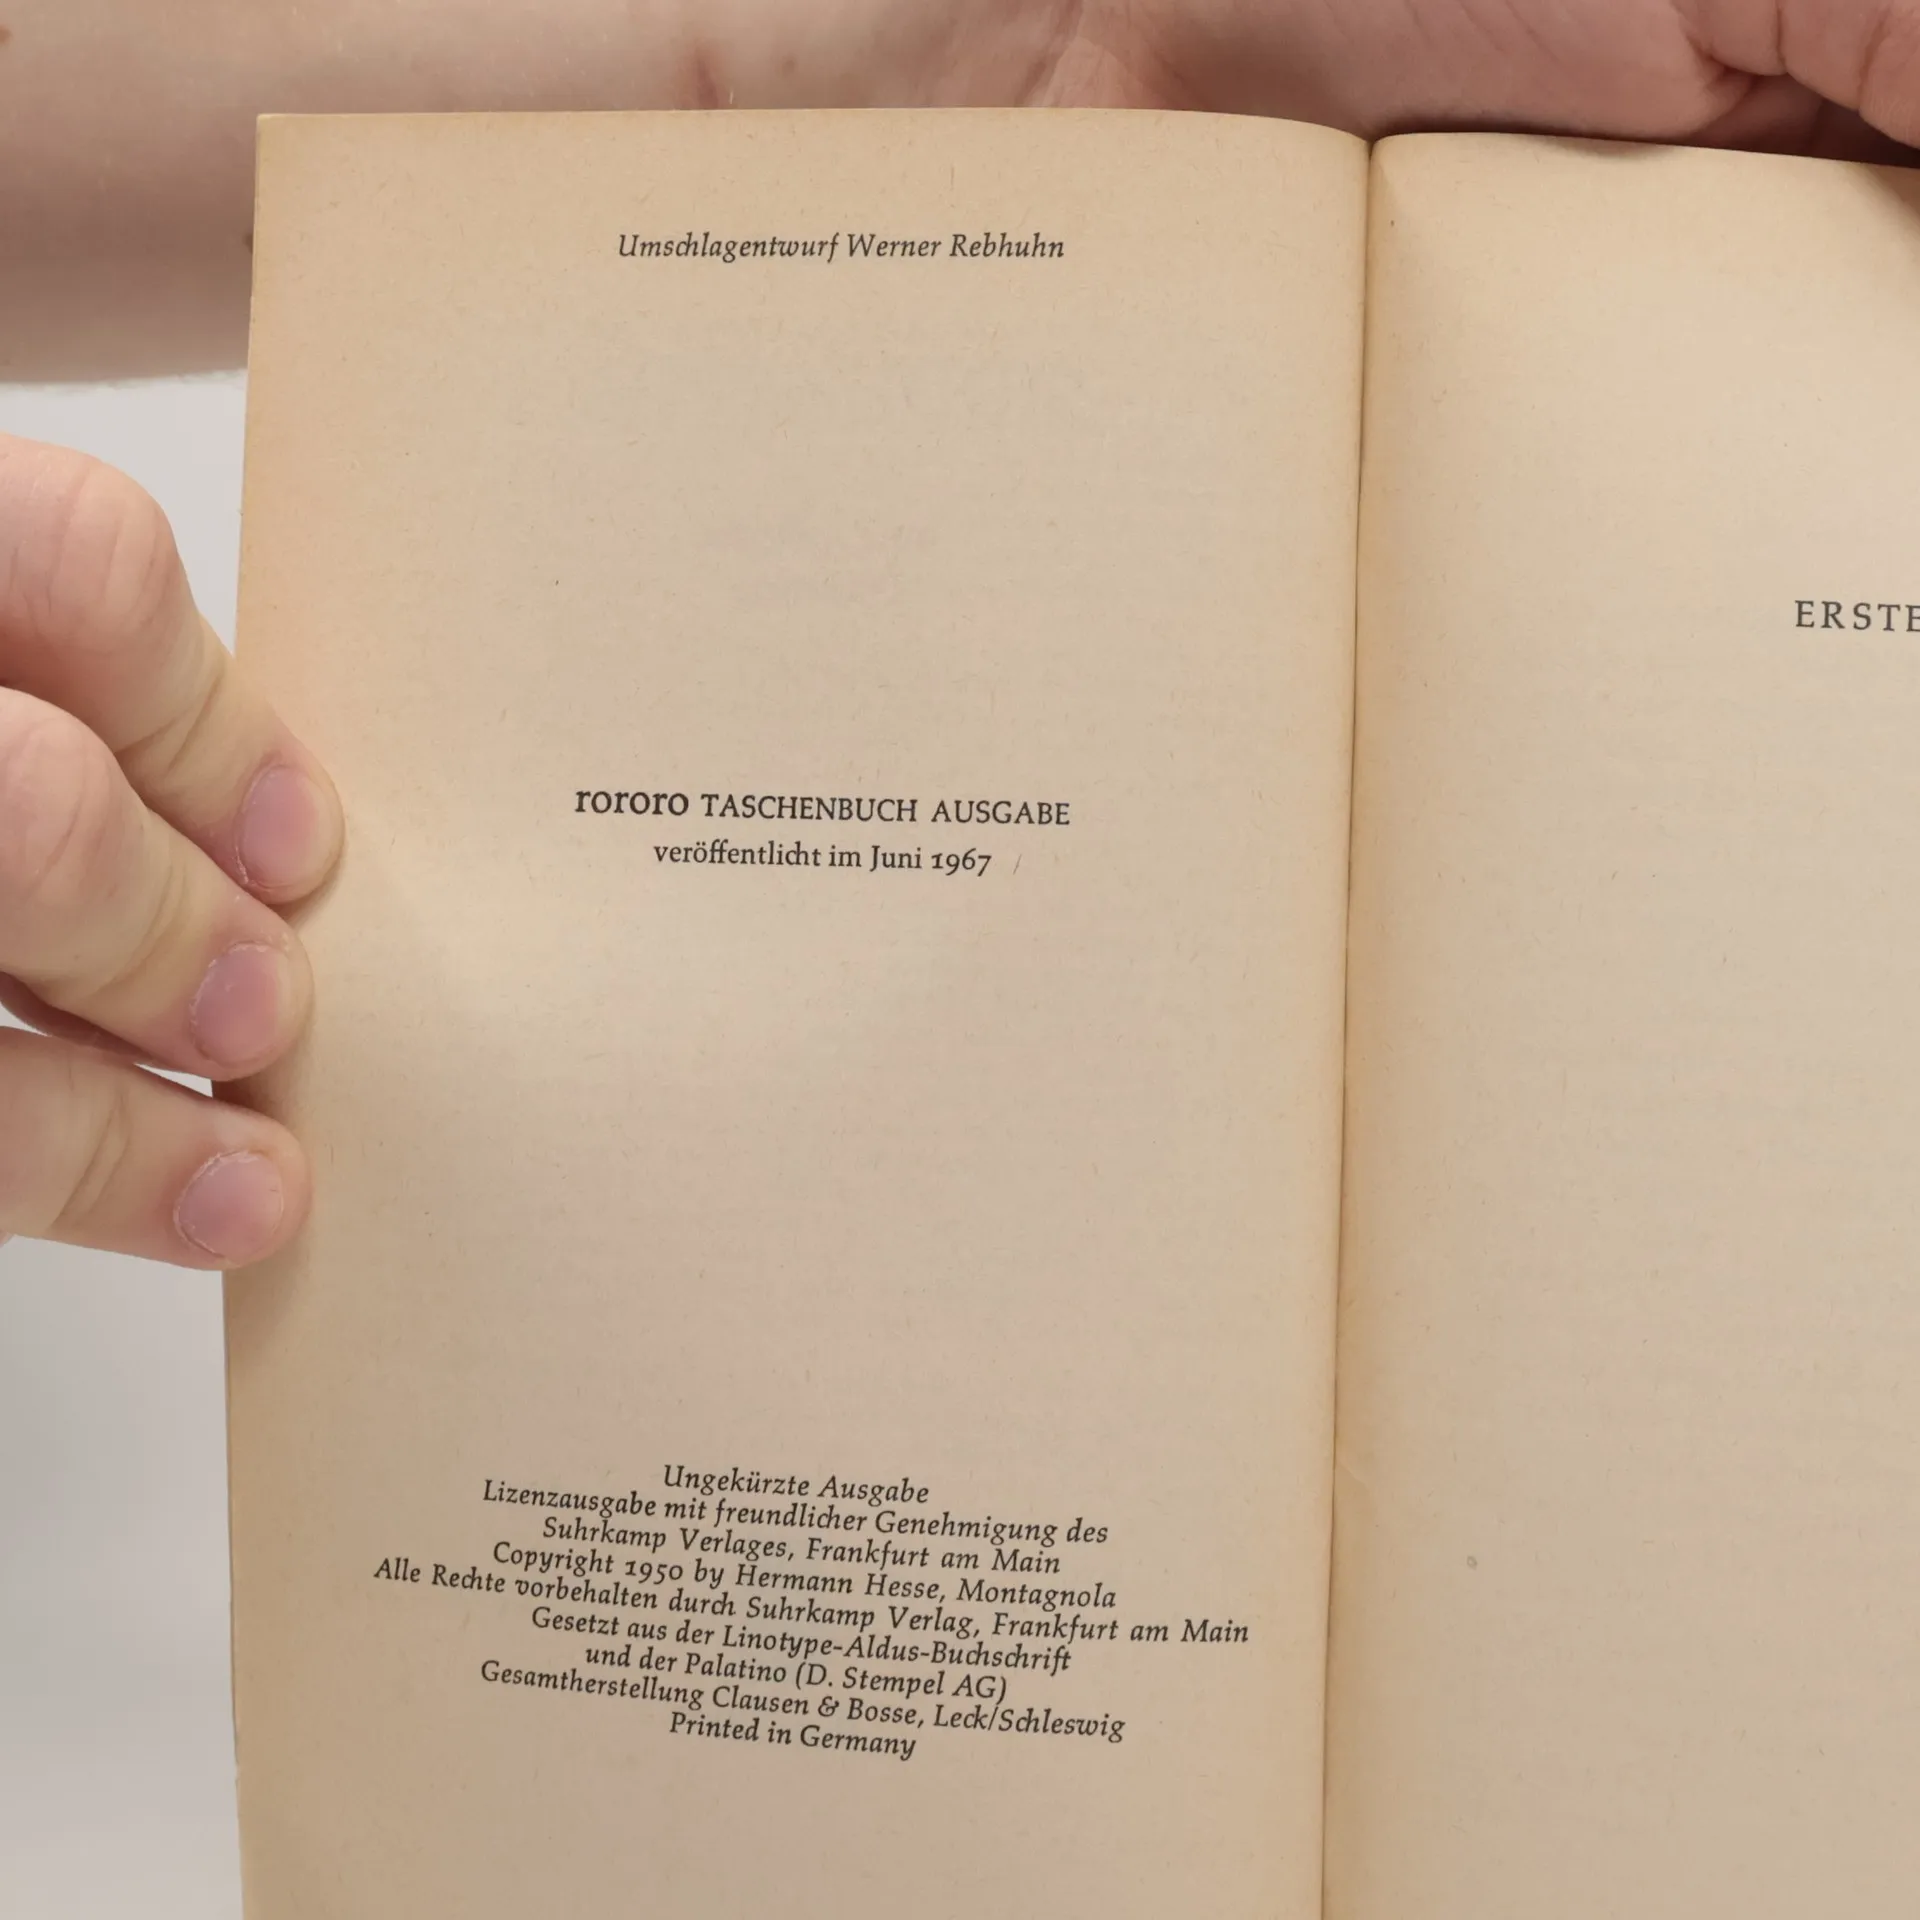 Umschlagentwurf Werner Rebhuhn
rororo TASCHENBUCH AUSGABE
veröffentlicht im Juni 1967
ERSTE
Ungekürzte Ausgabe
Lizenzausgabe mit freundlicher Genehmigung des
Suhrkamp Verlages, Frankfurt am Main
Copyright 1950 by Hermann Hesse, Montagnola
Alle Rechte vorbehalten durch Suhrkamp Verlag, Frankfurt am Main
Gesetzt aus der Linotype-Aldus-Buchschrift
und der Palatino (D. Stempel AG)
Gesamtherstellung Clausen & Bosse, Leck/Schleswig
Printed in Germany